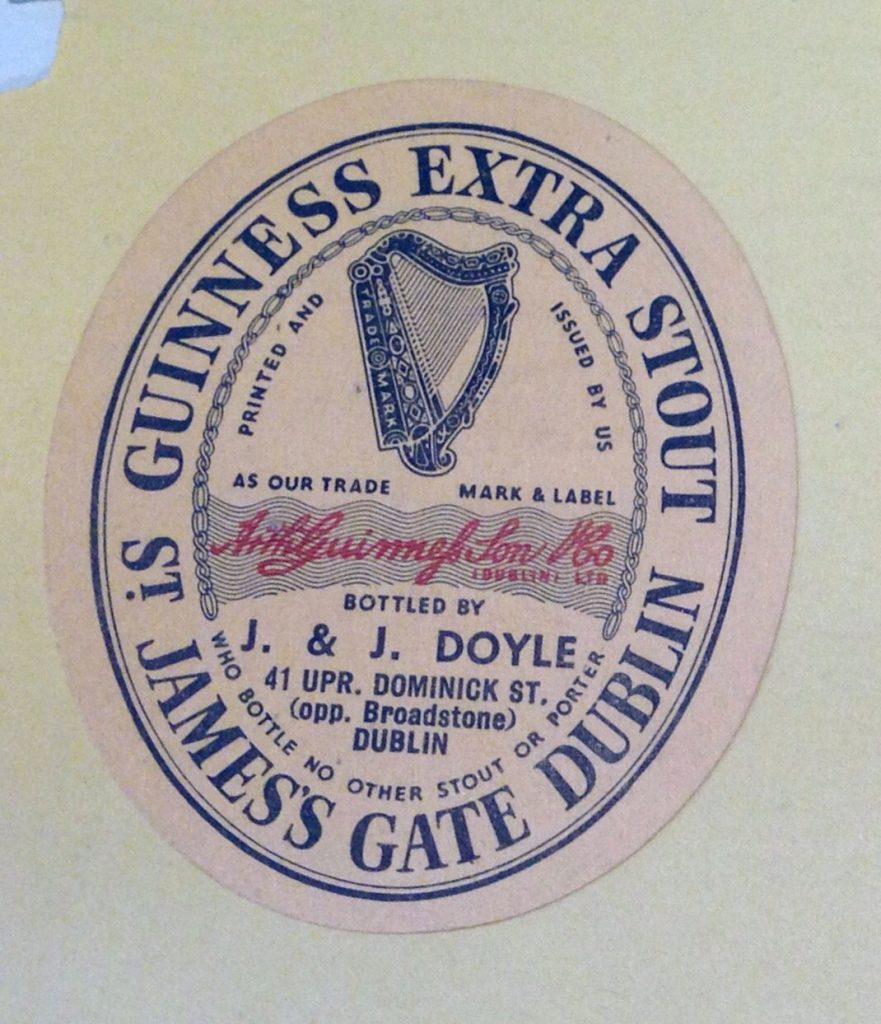 GUINNESS EXTRA STOUT
PRINTED AND
ISSUED BY US
TRADE MARK
AS OUR TRADE
MARK & LABEL
Arth Guinness Son & Co
(DUBLIN) LTD
BOTTLED BY
J. & J. DOYLE
41 UPR. DOMINICK ST.
(opp. Broadstone)
DUBLIN
WHO BOTTLE NO OTHER STOUT OR PORTER
St. JAMES'S GATE DUBLIN